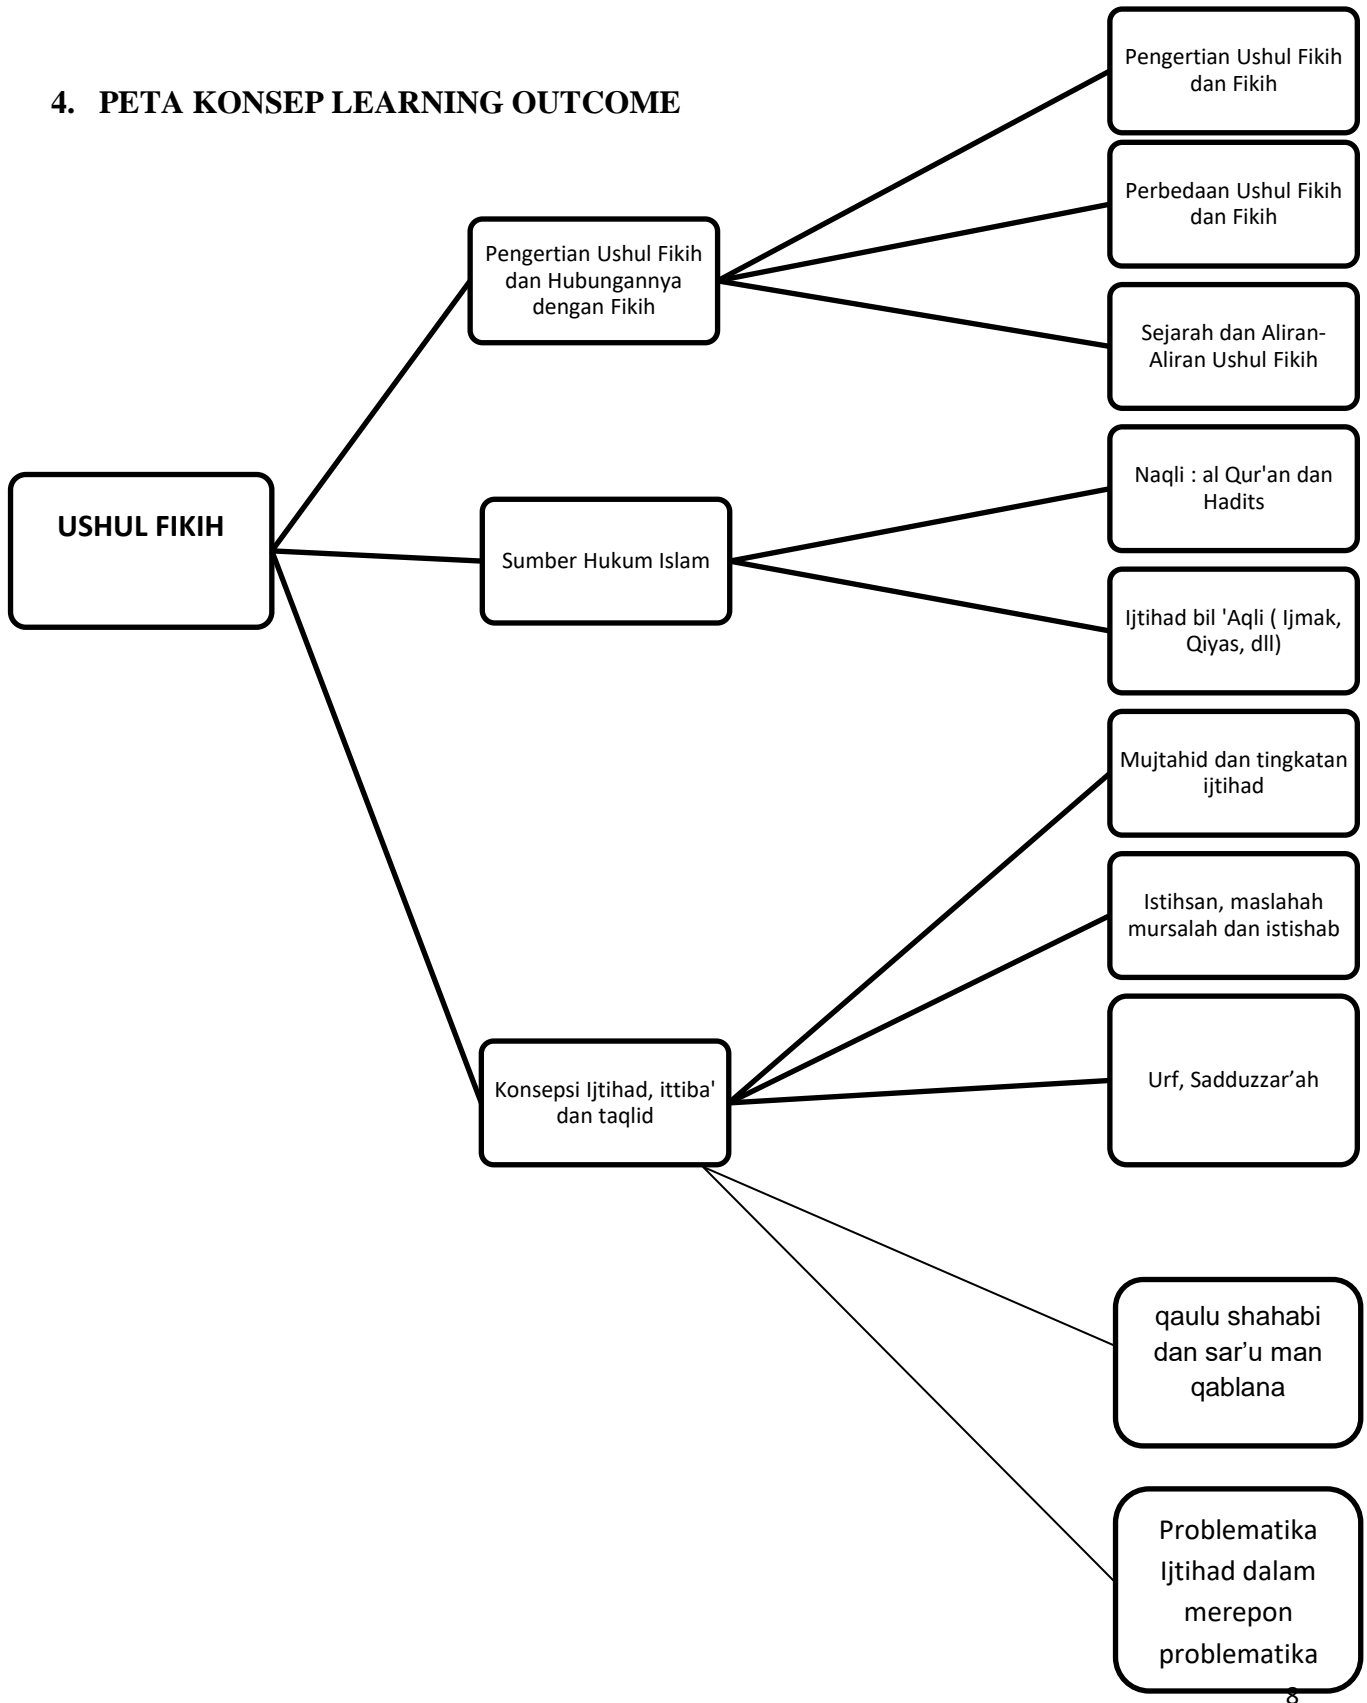 4. PETA KONSEP LEARNING OUTCOME
USHUL FIKIH
Pengertian Ushul Fikih
dan Hubungannya
dengan Fikih
Pengertian Ushul Fikih
dan Fikih
Perbedaan Ushul Fikih
dan Fikih
Sejarah dan Aliran-
Aliran Ushul Fikih
Sumber Hukum Islam
Naqli : al Qur'an dan
Hadits
Ijtihad bil 'Aqli ( Ijmak,
Qiyas, dll)
Konsepsi Ijtihad, ittiba'
dan taqlid
Mujtahid dan tingkatan
ijtihad
Istihsan, maslahah
mursalah dan istishab
Urf, Sadduzzar’ah
qaulu shahabi
dan sar’u man
qablana
Problematika
Ijtihad dalam
merepon
problematika
8